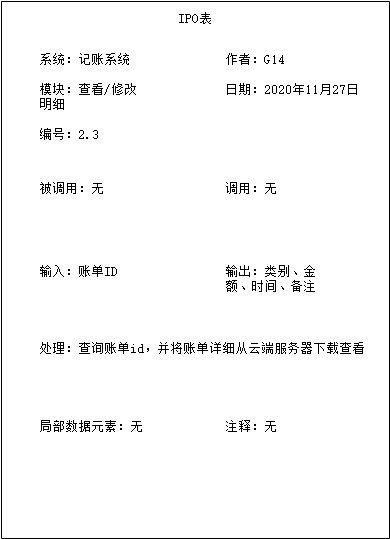 IPO表
系统：记账系统 作者：G14
模块：查看/修改 日期：2020年11月27日
明细
编号：2.3
被调用：无 调用：无
输入：账单ID 输出：类别、金
额、时间、备注
处理：查询账单id，并将账单详细从云端服务器下载查看
局部数据元素：无 注释：无